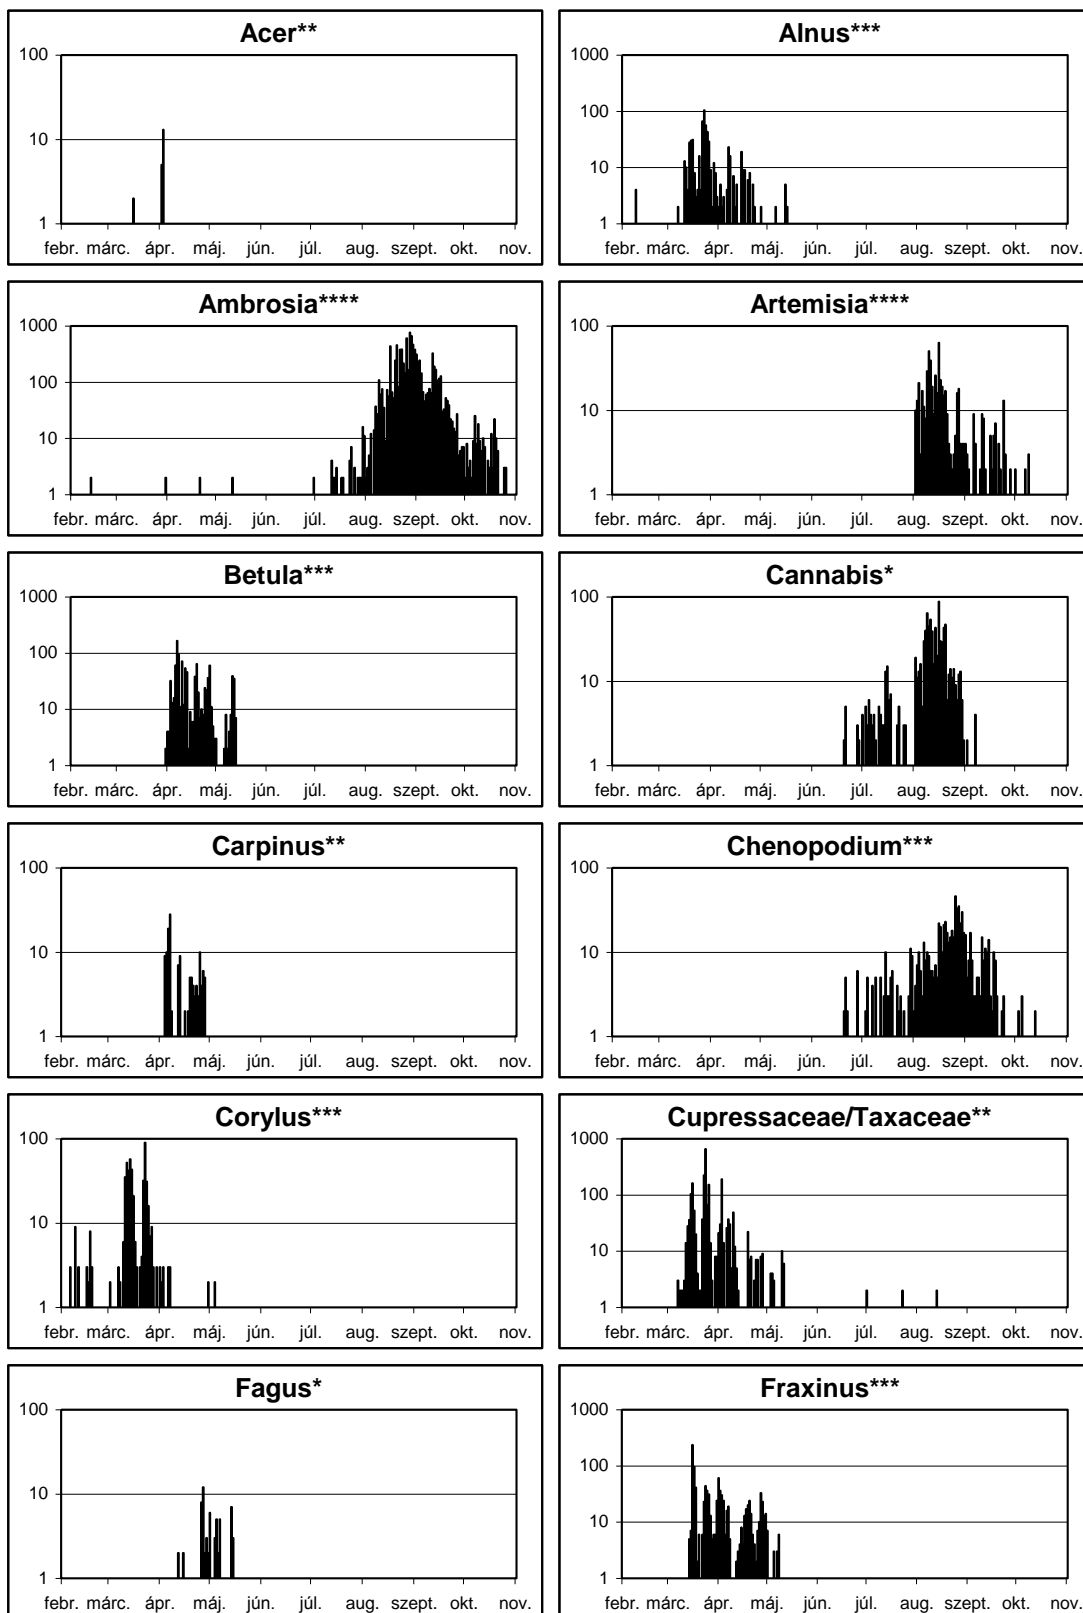 Acer**
100
10
1
febr. márc. ápr. máj. jún. júl. aug. szept. okt. nov.
Alnus***
1000
100
10
1
febr. márc. ápr. máj. jún. júl. aug. szept. okt. nov.
Ambrosia****
1000
100
10
1
febr. márc. ápr. máj. jún. júl. aug. szept. okt. nov.
Artemisia****
100
10
1
febr. márc. ápr. máj. jún. júl. aug. szept. okt. nov.
Betula***
1000
100
10
1
febr. márc. ápr. máj. jún. júl. aug. szept. okt. nov.
Cannabis*
100
10
1
febr. márc. ápr. máj. jún. júl. aug. szept. okt. nov.
Carpinus**
100
10
1
febr. márc. ápr. máj. jún. júl. aug. szept. okt. nov.
Chenopodium***
100
10
1
febr. márc. ápr. máj. jún. júl. aug. szept. okt. nov.
Corylus***
100
10
1
febr. márc. ápr. máj. jún. júl. aug. szept. okt. nov.
Cupressaceae/Taxaceae**
1000
100
10
1
febr. márc. ápr. máj. jún. júl. aug. szept. okt. nov.
Fagus*
100
10
1
febr. márc. ápr. máj. jún. júl. aug. szept. okt. nov.
Fraxinus***
1000
100
10
1
febr. márc. ápr. máj. jún. júl. aug. szept. okt. nov.